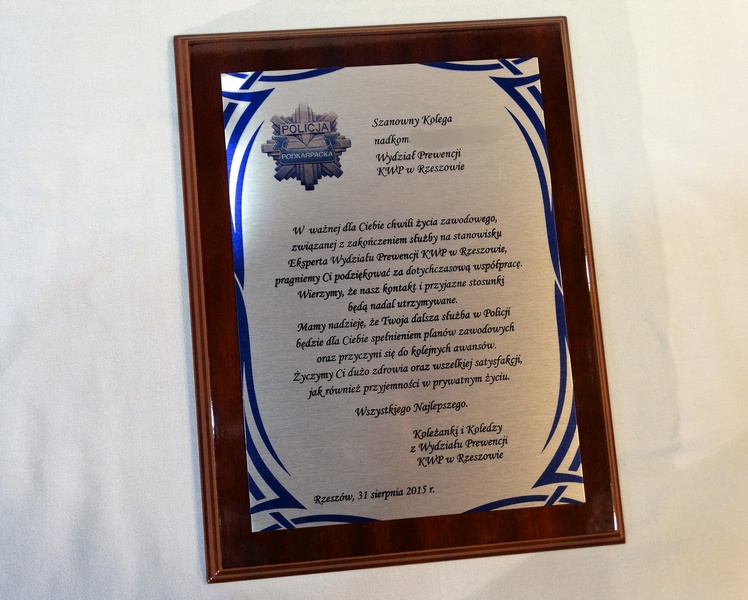 POLICJA
PODKARPACKA
Szanowny Kolega
nadkom
Wydział Prewencji
KWP w Rzeszowie
W ważnej dla Ciebie chwili życia zawodowego,
związanej z zakończeniem służby na stanowisku
Eksperta Wydziału Prewencji KWP w Rzeszowie,
pragniemy Ci podziękować za dotychczasową współpracę.
Wierzymy, że nasz kontakt i przyjazne stosunki
będą nadal utrzymywane.
Mamy nadzieję, że Twoja dalsza służba w Policji
będzie dla Ciebie spełnieniem planów zawodowych
oraz przyczyni się do kolejnych awansów.
Życzymy Ci dużo zdrowia oraz wszelkiej satysfakcji,
jak również przyjemności w prywatnym życiu.
Wszystkiego Najlepszego.
Koleżanki i Koledzy
z Wydziału Prewencji
KWP w Rzeszowie
Rzeszów, 31 sierpnia 2015 r.